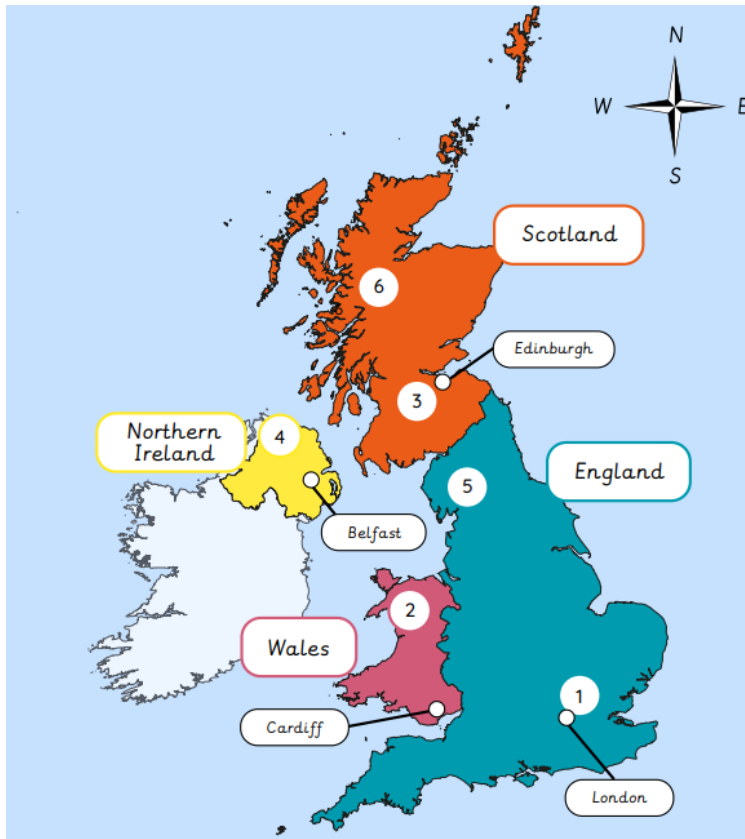 N
W
E
S
Scotland
6
Edinburgh
3
Northern
Ireland
4
England
5
Belfast
2
Wales
1
Cardiff
London